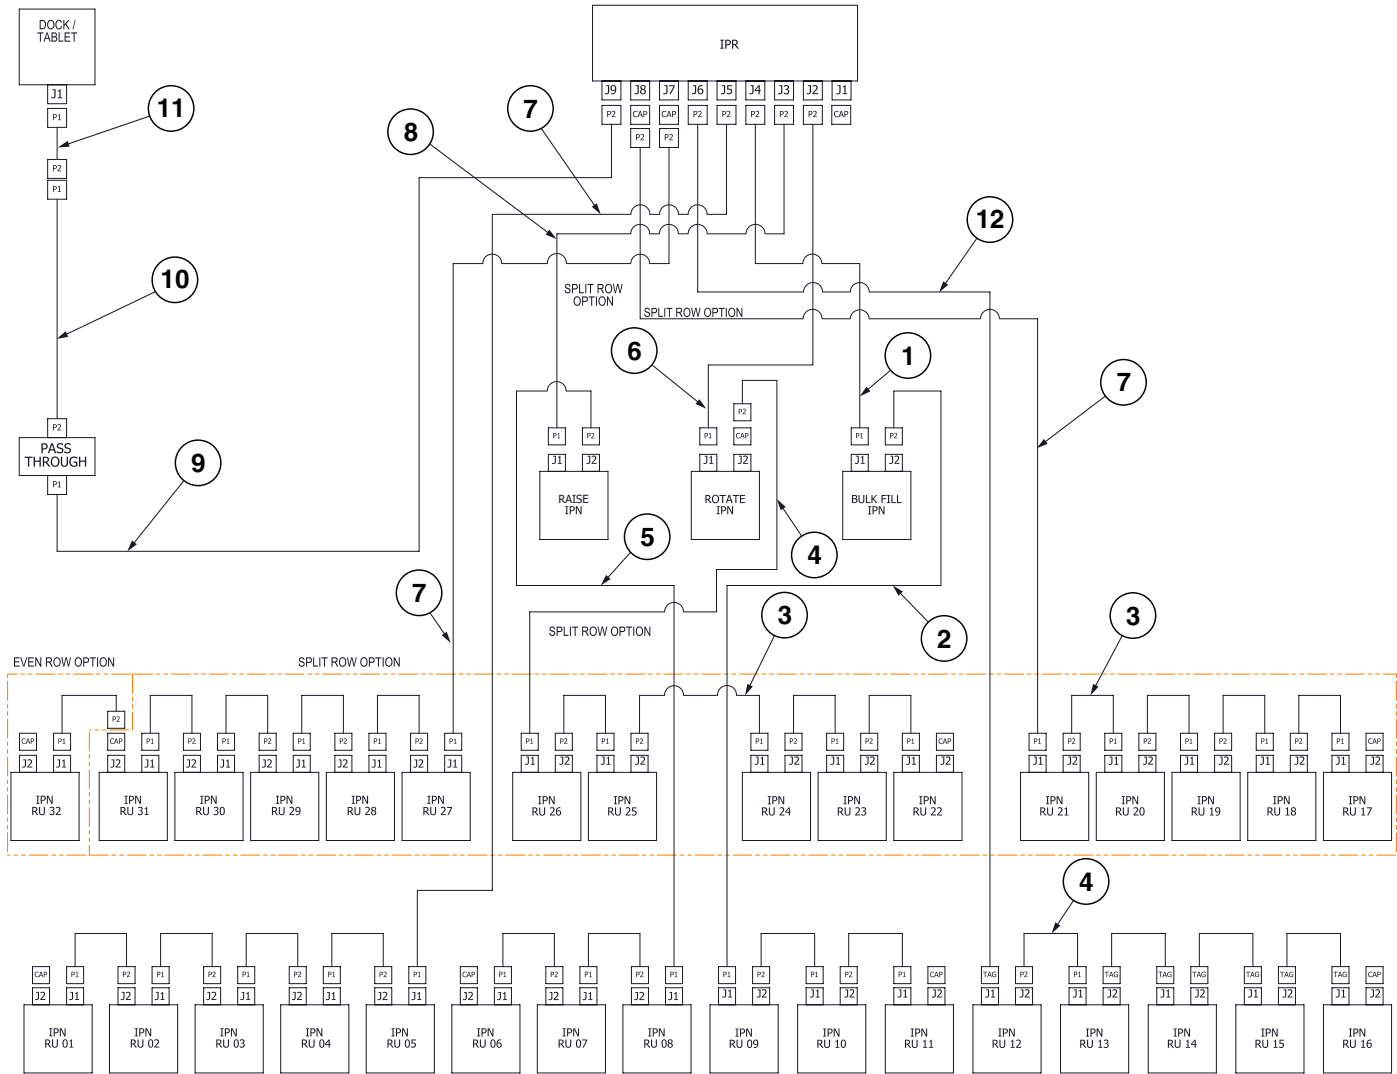 DOCK /
TABLET
IPR
J1
J9 J8 J7 J6 J5 J4 J3 J2 J1
P1
P2 CAP CAP P2 P2 P2 P2 P2 CAP
11
7
8
P2 P2
P2
P1
12
10
SPLIT ROW
OPTION
SPLIT ROW OPTION
6
1
7
P2
P2
P1 P2 P1 CAP P1 P2
PASS
THROUGH
J1 J2 J1 J2 J1 J2
9
P1
RAISE
IPN
ROTATE
IPN
BULK FILL
IPN
5
4
7
3
3
2
SPLIT ROW OPTION
EVEN ROW OPTION
SPLIT ROW OPTION
P2
CAP P1 CAP P1 P2 P1 P2 P1 P2 P1 P2 P1 P1 P2 P1 P2 P1 P2 P1 P2 P1 CAP P1 P2 P1 P2 P1 P2 P1 P2 P1 CAP
J2 J1 J2 J1 J2 J1 J2 J1 J2 J1 J2 J1 J1 J2 J1 J2 J1 J2 J1 J2 J1 J2 J1 J2 J1 J2 J1 J2 J1 J2 J1 J2
IPN IPN IPN IPN IPN IPN IPN IPN IPN IPN IPN IPN IPN IPN IPN IPN
RU 32 RU 31 RU 30 RU 29 RU 28 RU 27 RU 26 RU 25 RU 24 RU 23 RU 22 RU 21 RU 20 RU 19 RU 18 RU 17
4
CAP P1 P2 P1 P2 P1 P2 P1 P2 P1 CAP P1 P2 P1 P2 P1 P1 P2 P1 P2 P1 CAP TAG P2 P1 TAG TAG TAG TAG TAG TAG CAP
J2 J1 J2 J1 J2 J1 J2 J1 J2 J1 J2 J1 J2 J1 J2 J1 J1 J2 J1 J2 J1 J2 J1 J2 J1 J2 J1 J2 J1 J2 J1 J2
IPN IPN IPN IPN IPN IPN IPN IPN IPN IPN IPN IPN IPN IPN IPN IPN
RU 01 RU 02 RU 03 RU 04 RU 05 RU 06 RU 07 RU 08 RU 09 RU 10 RU 11 RU 12 RU 13 RU 14 RU 15 RU 16